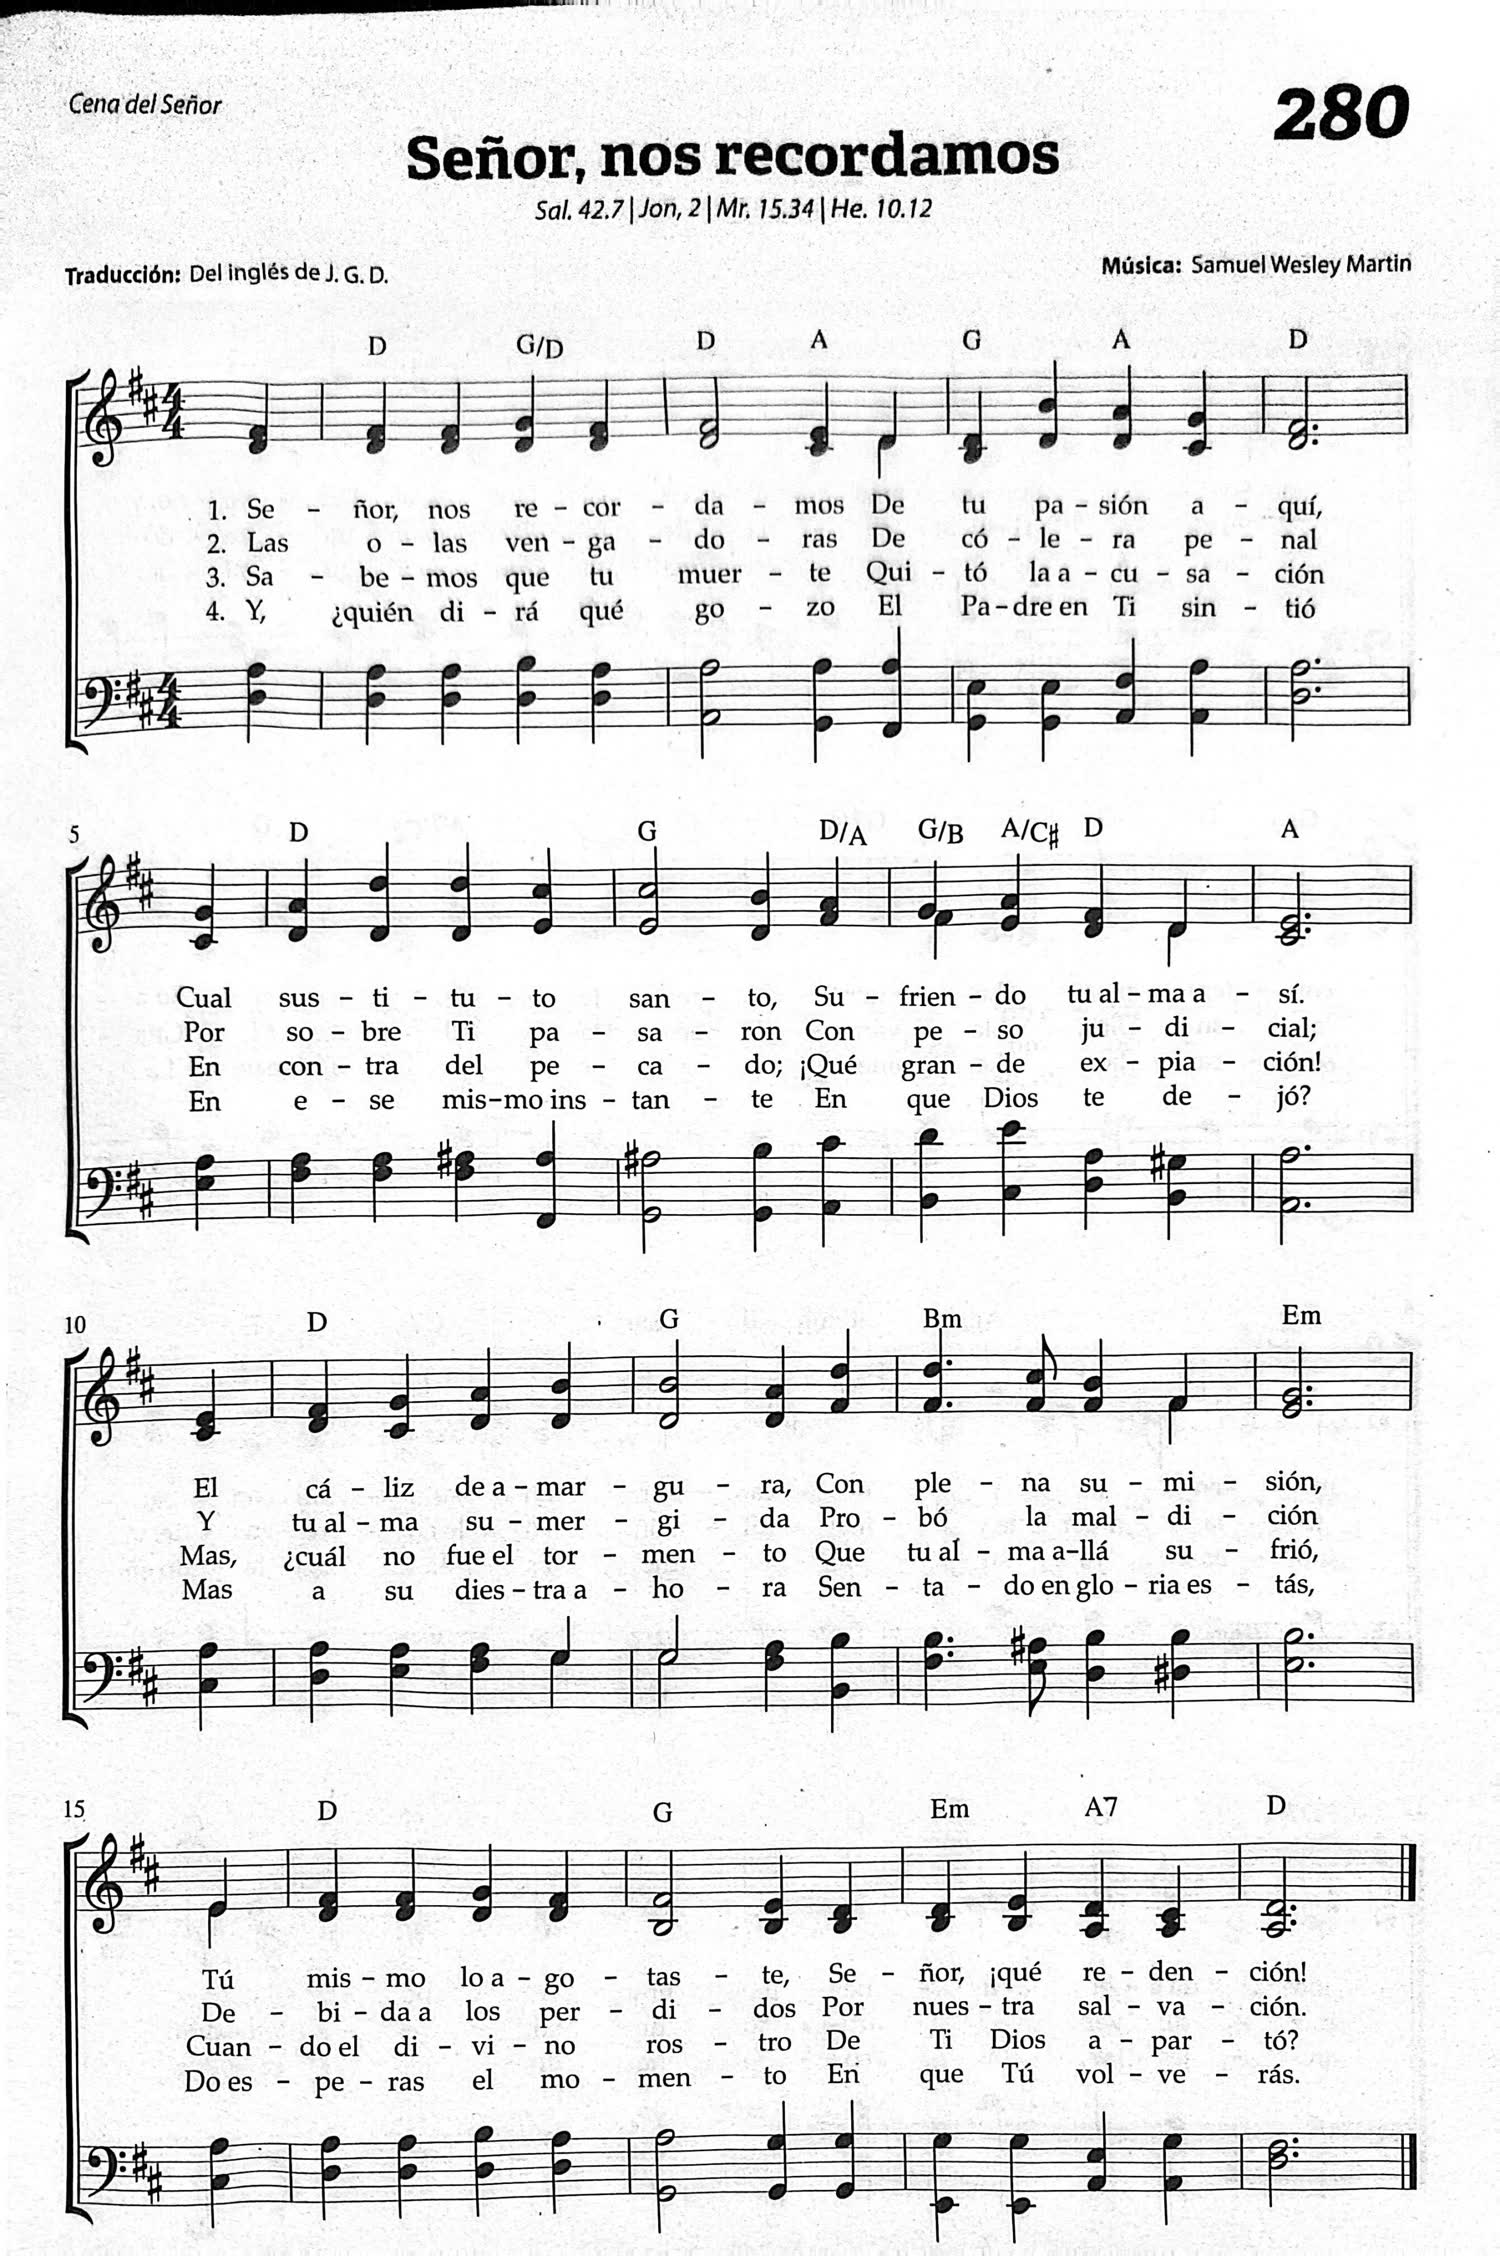 Cena del Señor
280
Señor, nos recordamos
Sal. 42.7 | Jon, 2 | Mr. 15.34 | He. 10.12
Traducción: Del inglés de J. G. D.
Música: Samuel Wesley Martin
D G/D D A G A D
4 4
1. Se – ñor, nos re – cor – da – mos De tu pa – sión a – quí,
2. Las o – las ven – ga – do – ras De có – le – ra pe – nal
3. Sa – be – mos que tu muer – te Qui – tó la a – cu – sa – ción
4. Y, ¿quién di – rá qué go – zo El Pa – dre en Ti sin – tió
4 4
5 D G D/A G/B A/C♯ D A
Cual sus – ti – tu – to san – to, Su – frien – do tu al – ma a – sí.
Por so – bre Ti pa – sa – ron Con pe – so ju – di – cial;
En con – tra del pe – ca – do; ¡Qué gran – de ex – pia – ción!
En e – se mis – mo ins – tan – te En que Dios te de – jó?
10 D G Bm Em
El cá – liz de a – mar – gu – ra, Con ple – na su – mi – sión,
Y tu al – ma su – mer – gi – da Pro – bó la mal – di – ción
Mas, ¿cuál no fue el tor – men – to Que tu al – ma a – llá su – frió,
Mas a su dies – tra a – ho – ra Sen – ta – do en glo – ria es – tás,
15 D G Em A7 D
Tú mis – mo lo a – go – tas – te, Se – ñor, ¡qué re – den – ción!
De – bi – da a los per – di – dos Por nues – tra sal – va – ción.
Cuan – do el di – vi – no ros – tro De Ti Dios a – par – tó?
Do es – pe – ras el mo – men – to En que Tú vol – ve – rás.